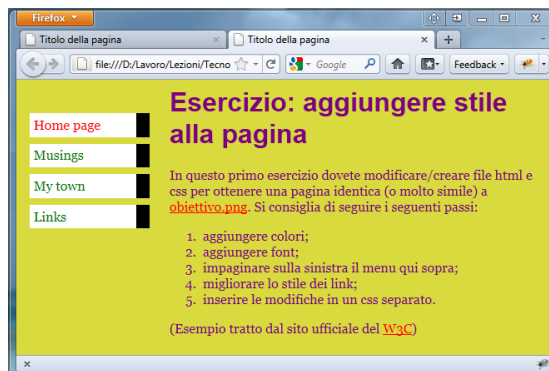 Firefox
Titolo della pagina
Titolo della pagina
file:///D:/Lavoro/Lezioni/Tecno
Google
Feedback
Home page
Musings
My town
Links
Esercizio: aggiungere stile
alla pagina
In questo primo esercizio dovete modificare/creare file html e
css per ottenere una pagina identica (o molto simile) a
obiettivo.png. Si consiglia di seguire i seguenti passi:
1. aggiungere colori;
2. aggiungere font;
3. impaginare sulla sinistra il menu qui sopra;
4. migliorare lo stile dei link;
5. inserire le modifiche in un css separato.
(Esempio tratto dal sito ufficiale del W3C)